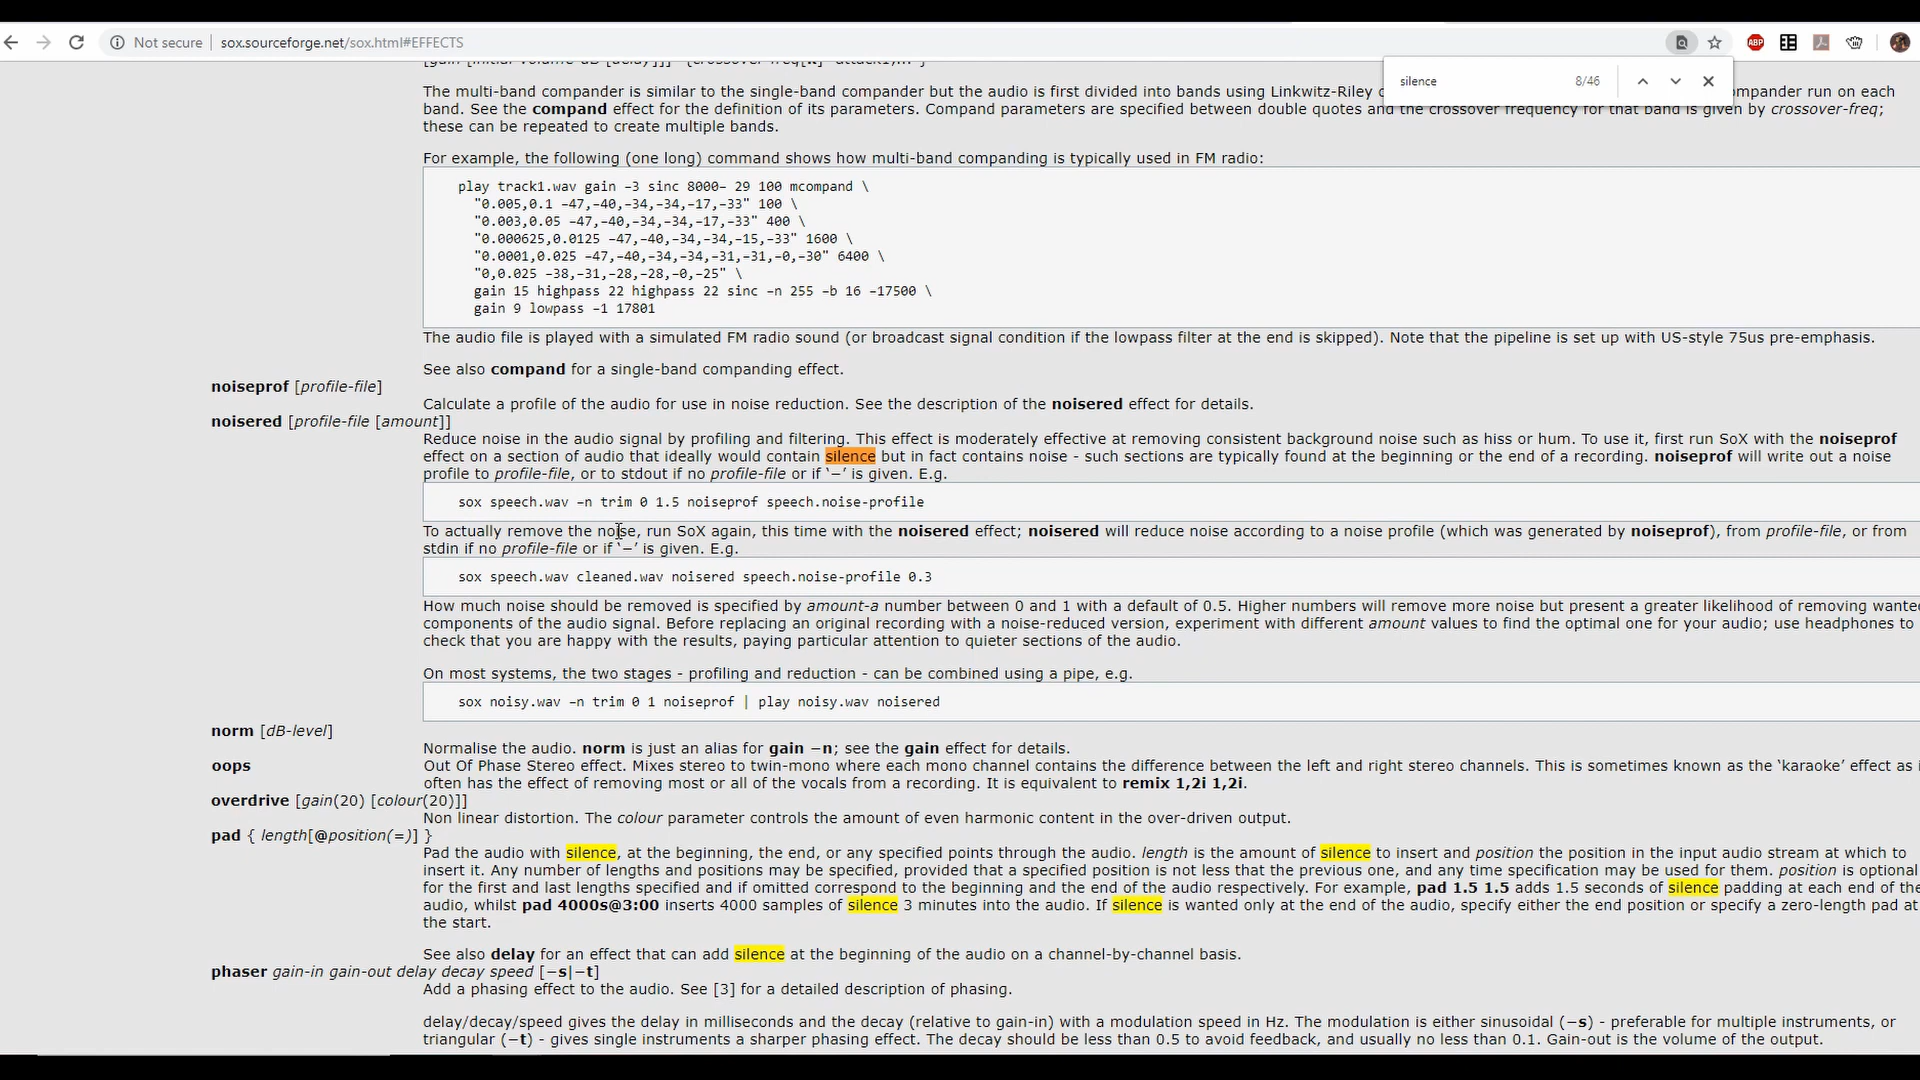 Not secure | sox.sourceforge.net/sox.html#EFFECTS
ABP
silence 8/46
The multi-band compander is similar to the single-band compander but the audio is first divided into bands using Linkwitz-Riley ompander run on each
band. See the compand effect for the definition of its parameters. Compand parameters are specified between double quotes and the crossover frequency for that band is given by crossover-freq;
these can be repeated to create multiple bands.
For example, the following (one long) command shows how multi-band companding is typically used in FM radio:
play track1.wav gain −3 sinc 8000− 29 100 mcompand \
"0.005,0.1 −47,−40,−34,−34,−17,−33" 100 \
"0.003,0.05 −47,−40,−34,−34,−17,−33" 400 \
"0.000625,0.0125 −47,−40,−34,−34,−15,−33" 1600 \
"0.0001,0.025 −47,−40,−34,−34,−31,−31,−0,−30" 6400 \
"0,0.025 −38,−31,−28,−28,−0,−25" \
gain 15 highpass 22 highpass 22 sinc −n 255 −b 16 −17500 \
gain 9 lowpass −1 17801
The audio file is played with a simulated FM radio sound (or broadcast signal condition if the lowpass filter at the end is skipped). Note that the pipeline is set up with US-style 75us pre-emphasis.
See also compand for a single-band companding effect.
noiseprof [profile-file]
Calculate a profile of the audio for use in noise reduction. See the description of the noisered effect for details.
noisered [profile-file [amount]]
Reduce noise in the audio signal by profiling and filtering. This effect is moderately effective at removing consistent background noise such as hiss or hum. To use it, first run SoX with the noiseprof
effect on a section of audio that ideally would contain silence but in fact contains noise - such sections are typically found at the beginning or the end of a recording. noiseprof will write out a noise
profile to profile-file, or to stdout if no profile-file or if ‘−’ is given. E.g.
sox speech.wav −n trim 0 1.5 noiseprof speech.noise-profile
To actually remove the noise, run SoX again, this time with the noisered effect; noisered will reduce noise according to a noise profile (which was generated by noiseprof), from profile-file, or from
stdin if no profile-file or if ‘−’ is given. E.g.
sox speech.wav cleaned.wav noisered speech.noise-profile 0.3
How much noise should be removed is specified by amount-a number between 0 and 1 with a default of 0.5. Higher numbers will remove more noise but present a greater likelihood of removing wante
components of the audio signal. Before replacing an original recording with a noise-reduced version, experiment with different amount values to find the optimal one for your audio; use headphones to
check that you are happy with the results, paying particular attention to quieter sections of the audio.
On most systems, the two stages - profiling and reduction - can be combined using a pipe, e.g.
sox noisy.wav −n trim 0 1 noiseprof | play noisy.wav noisered
norm [dB-level]
Normalise the audio. norm is just an alias for gain −n; see the gain effect for details.
oops
Out Of Phase Stereo effect. Mixes stereo to twin-mono where each mono channel contains the difference between the left and right stereo channels. This is sometimes known as the ‘karaoke’ effect as i
often has the effect of removing most or all of the vocals from a recording. It is equivalent to remix 1,2i 1,2i.
overdrive [gain(20) [colour(20)]]
Non linear distortion. The colour parameter controls the amount of even harmonic content in the over-driven output.
pad { length[@position(=)] }
Pad the audio with silence, at the beginning, the end, or any specified points through the audio. length is the amount of silence to insert and position the position in the input audio stream at which to
insert it. Any number of lengths and positions may be specified, provided that a specified position is not less that the previous one, and any time specification may be used for them. position is optional
for the first and last lengths specified and if omitted correspond to the beginning and the end of the audio respectively. For example, pad 1.5 1.5 adds 1.5 seconds of silence padding at each end of the
audio, whilst pad 4000s@3:00 inserts 4000 samples of silence 3 minutes into the audio. If silence is wanted only at the end of the audio, specify either the end position or specify a zero-length pad at
the start.
See also delay for an effect that can add silence at the beginning of the audio on a channel-by-channel basis.
phaser gain-in gain-out delay decay speed [−s|−t]
Add a phasing effect to the audio. See [3] for a detailed description of phasing.
delay/decay/speed gives the delay in milliseconds and the decay (relative to gain-in) with a modulation speed in Hz. The modulation is either sinusoidal (−s) - preferable for multiple instruments, or
triangular (−t) - gives single instruments a sharper phasing effect. The decay should be less than 0.5 to avoid feedback, and usually no less than 0.1. Gain-out is the volume of the output.